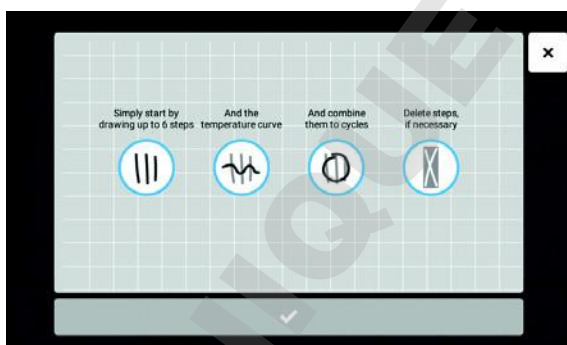 Simply start by
drawing up to 6 steps
And the
temperature curve
And combine
them to cycles
Delete steps,
if necessary